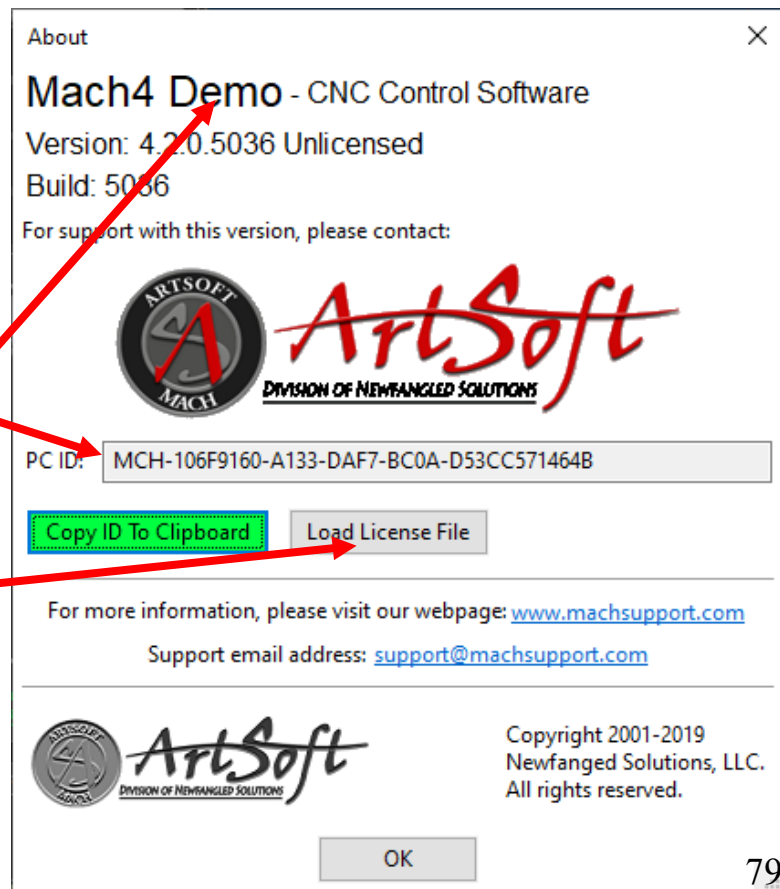 About
Mach4 Demo - CNC Control Software
Version: 4.2.0.5036 Unlicensed
Build: 5036
For support with this version, please contact:
ARTSOFT
MACH
ArtSoft
DIVISION OF NEWFANGLED SOLUTIONS
PC ID: MCH-106F9160-A133-DAF7-BC0A-D53CC571464B
Copy ID To Clipboard Load License File
For more information, please visit our webpage: www.machsupport.com
Support email address: support@machsupport.com
ARTSOFT
MACH
ArtSoft
DIVISION OF NEWFANGLED SOLUTIONS
Copyright 2001-2019
Newfanged Solutions, LLC.
All rights reserved.
OK
79